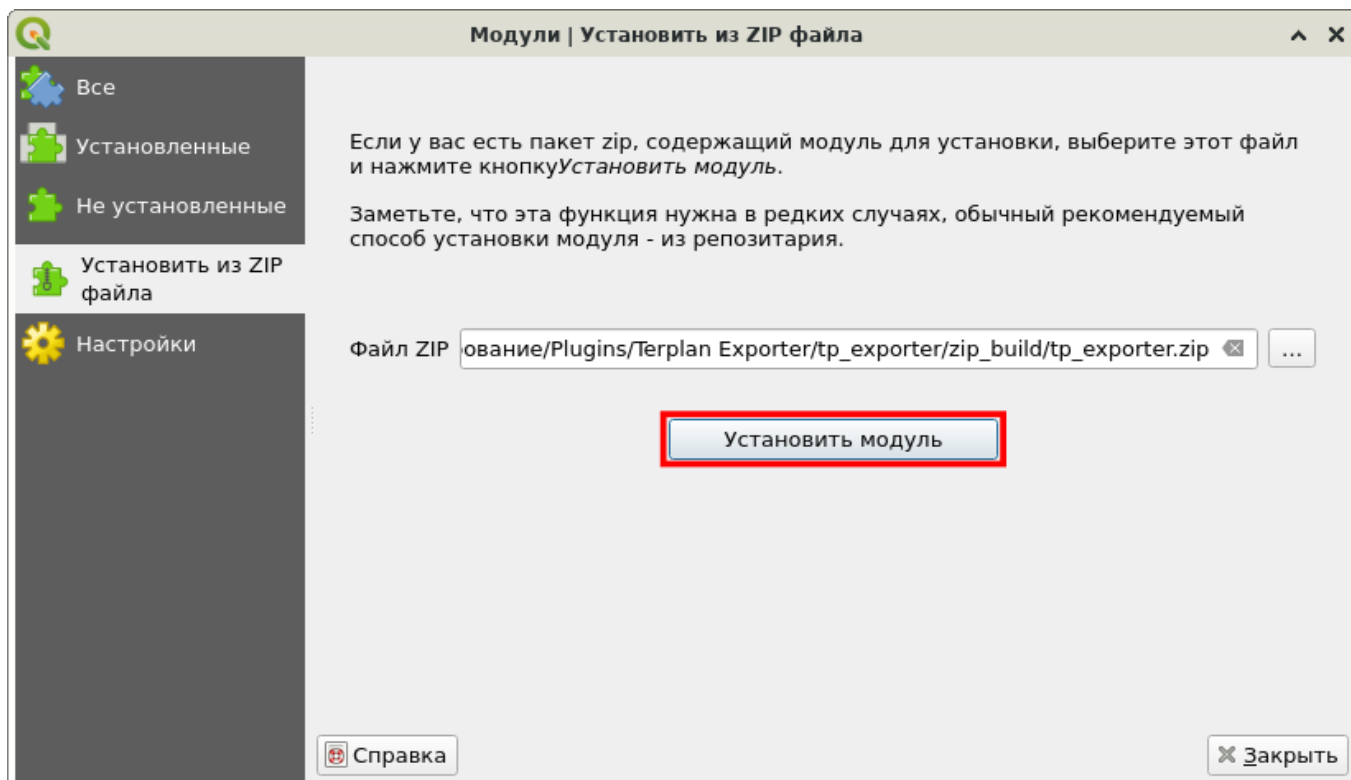 Модули | Установить из ZIP файла
Все
Установленные
Не установленные
Установить из ZIP
файла
Настройки
Если у вас есть пакет zip, содержащий модуль для установки, выберите этот файл
и нажмите кнопкуУстановить модуль.
Заметьте, что эта функция нужна в редких случаях, обычный рекомендуемый
способ установки модуля - из репозитария.
Файл ZIP ование/Plugins/Terplan Exporter/tp_exporter/zip_build/tp_exporter.zip ...
Установить модуль
Справка
Закрыть